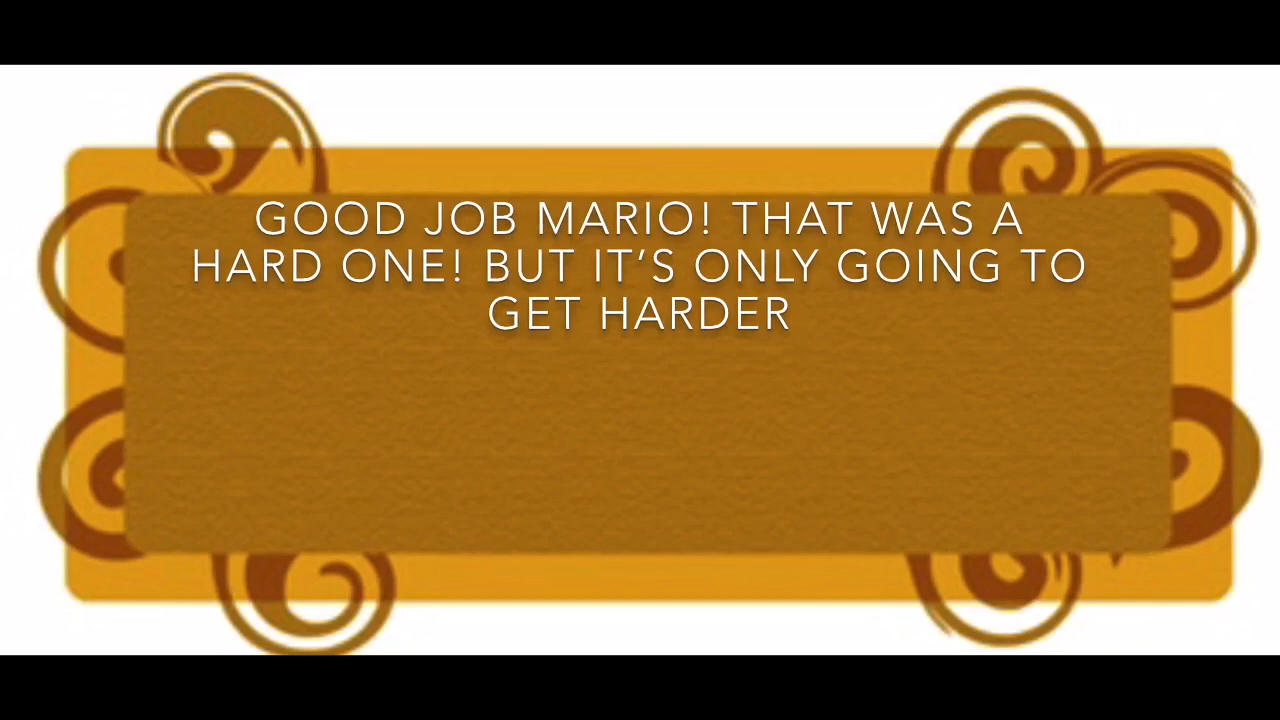 GOOD JOB MARIO! THAT WAS A
HARD ONE! BUT IT’S ONLY GOING TO
GET HARDER